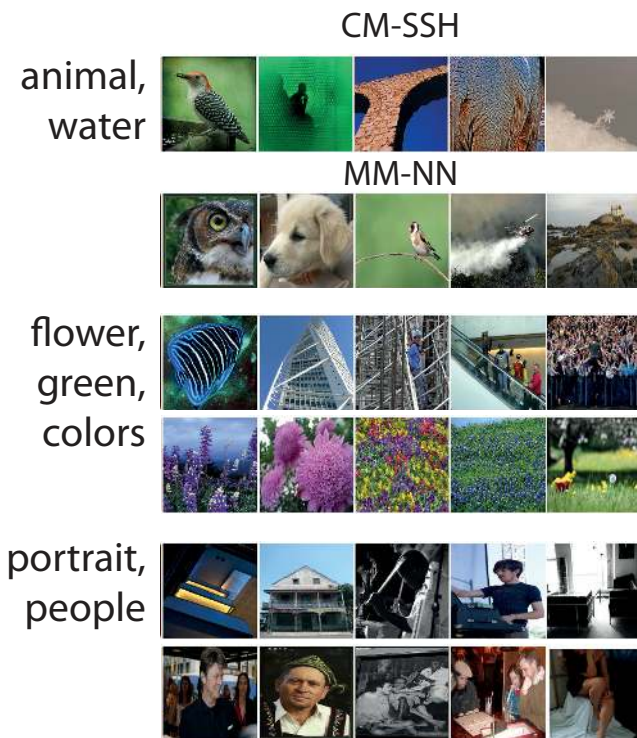 CM-SSH
animal,
water
MM-NN
flower,
green,
colors
portrait,
people